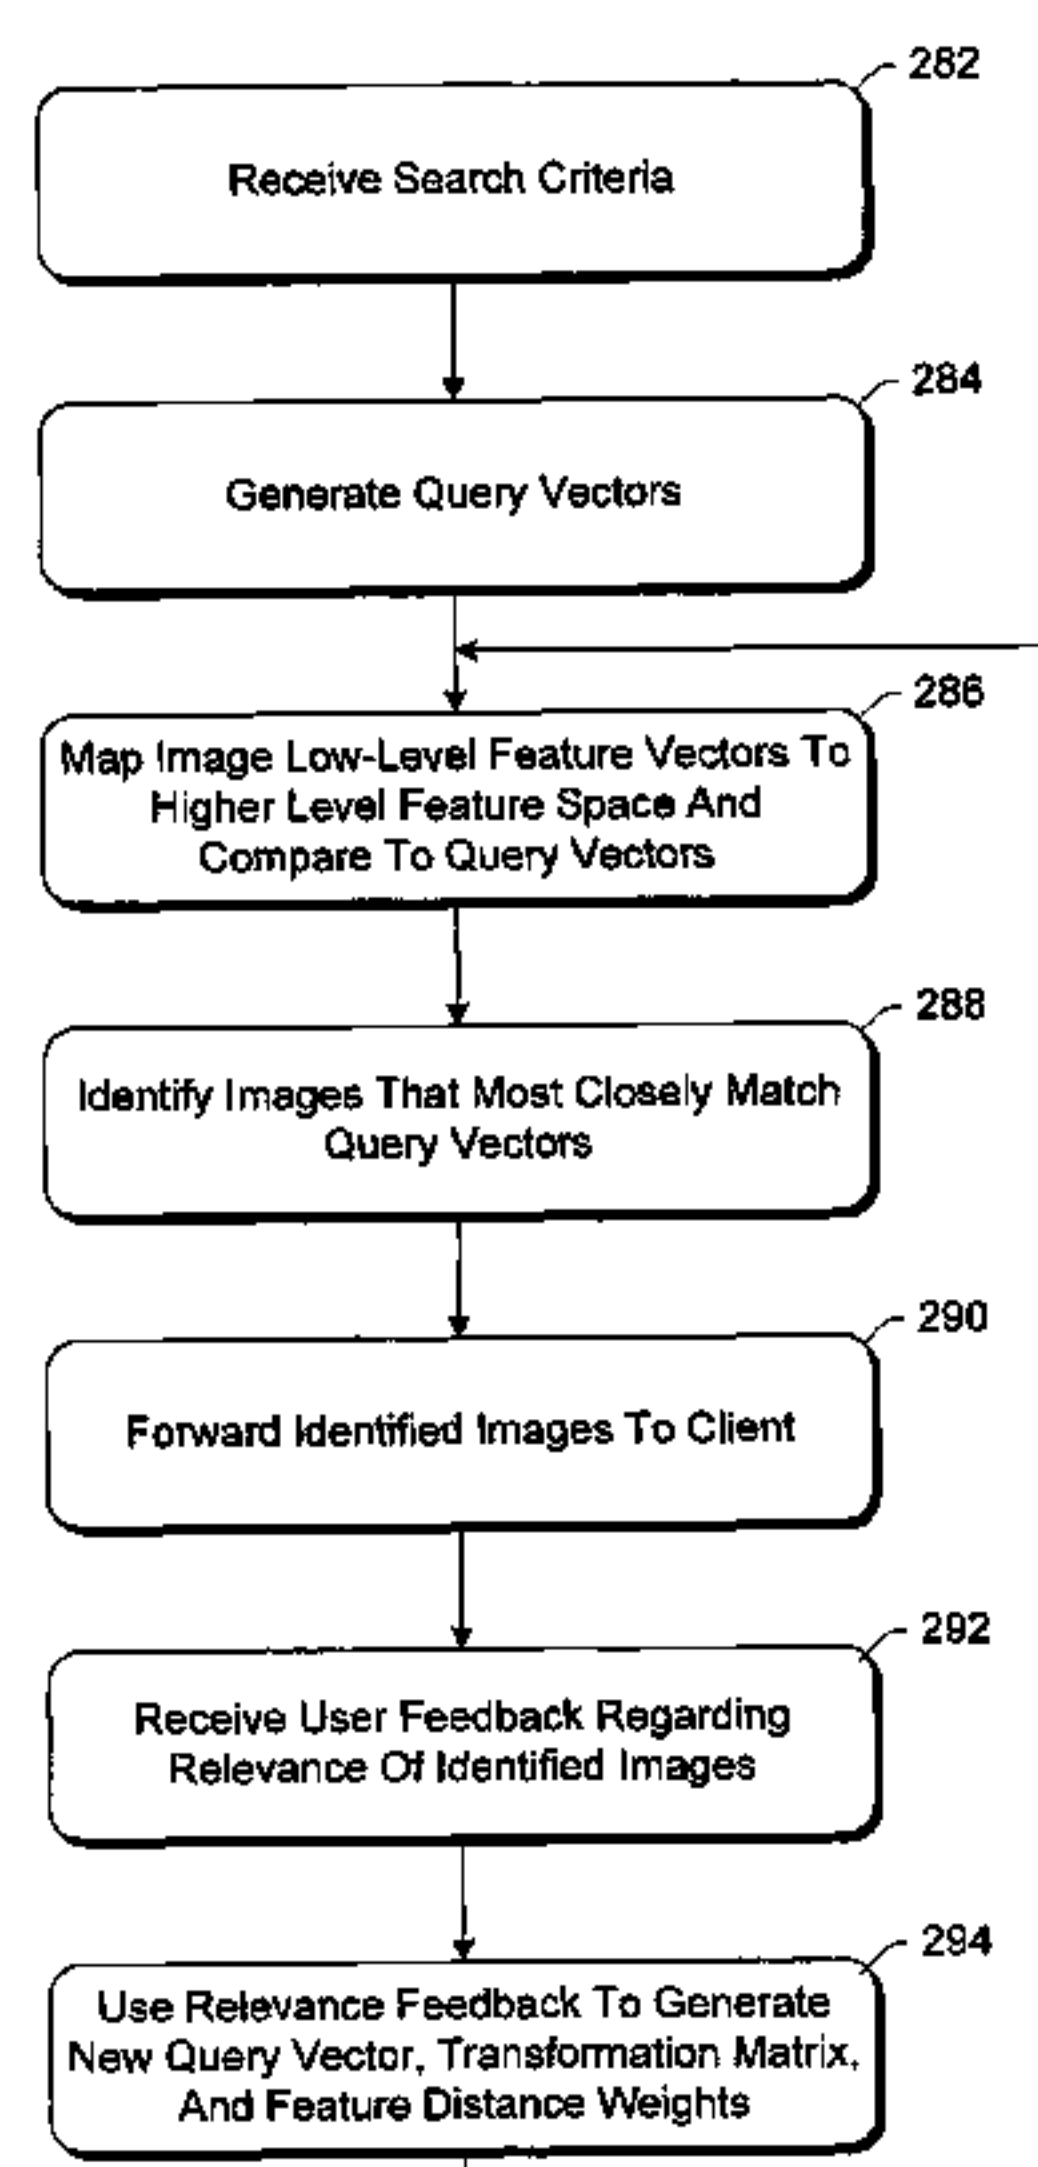 282
Receive Search Criteria
284
Generate Query Vectors
286
Map Image Low-Level Feature Vectors To
Higher Level Feature Space And
Compare To Query Vectors
288
Identify Images That Most Closely Match
Query Vectors
290
Forward Identified Images To Client
292
Receive User Feedback Regarding
Relevance Of Identified Images
294
Use Relevance Feedback To Generate
New Query Vector, Transformation Matrix,
And Feature Distance Weights